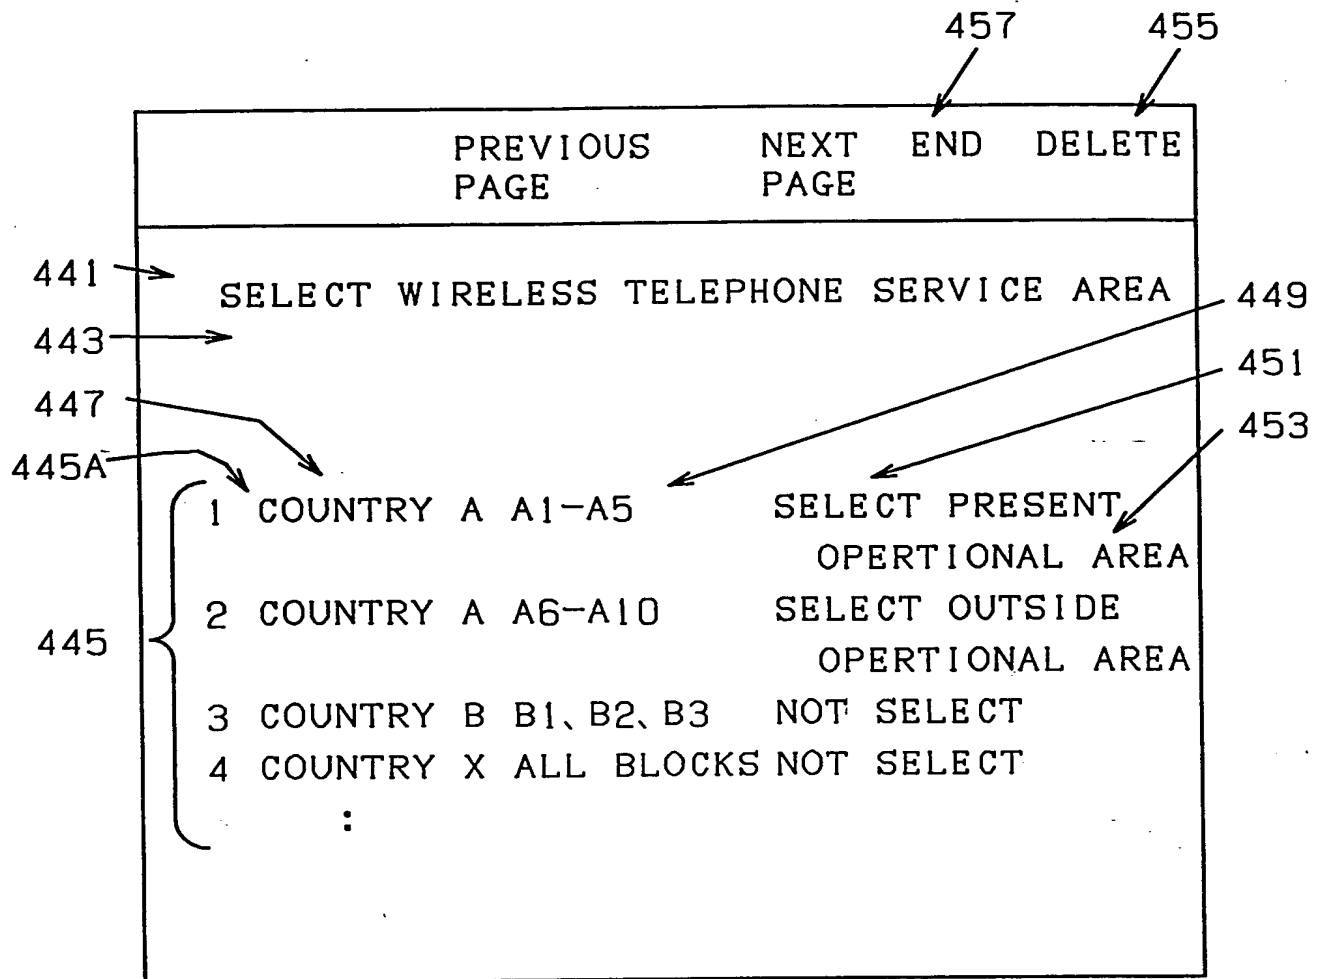 457 455
PREVIOUS NEXT END DELETE
PAGE PAGE
441
SELECT WIRELESS TELEPHONE SERVICE AREA
449
443
451
447
453
445A
1 COUNTRY A A1-A5 SELECT PRESENT
OPERTIONAL AREA
2 COUNTRY A A6-A10 SELECT OUTSIDE
445
OPERTIONAL AREA
3 COUNTRY B B1、B2、B3 NOT SELECT
4 COUNTRY X ALL BLOCKS NOT SELECT
: